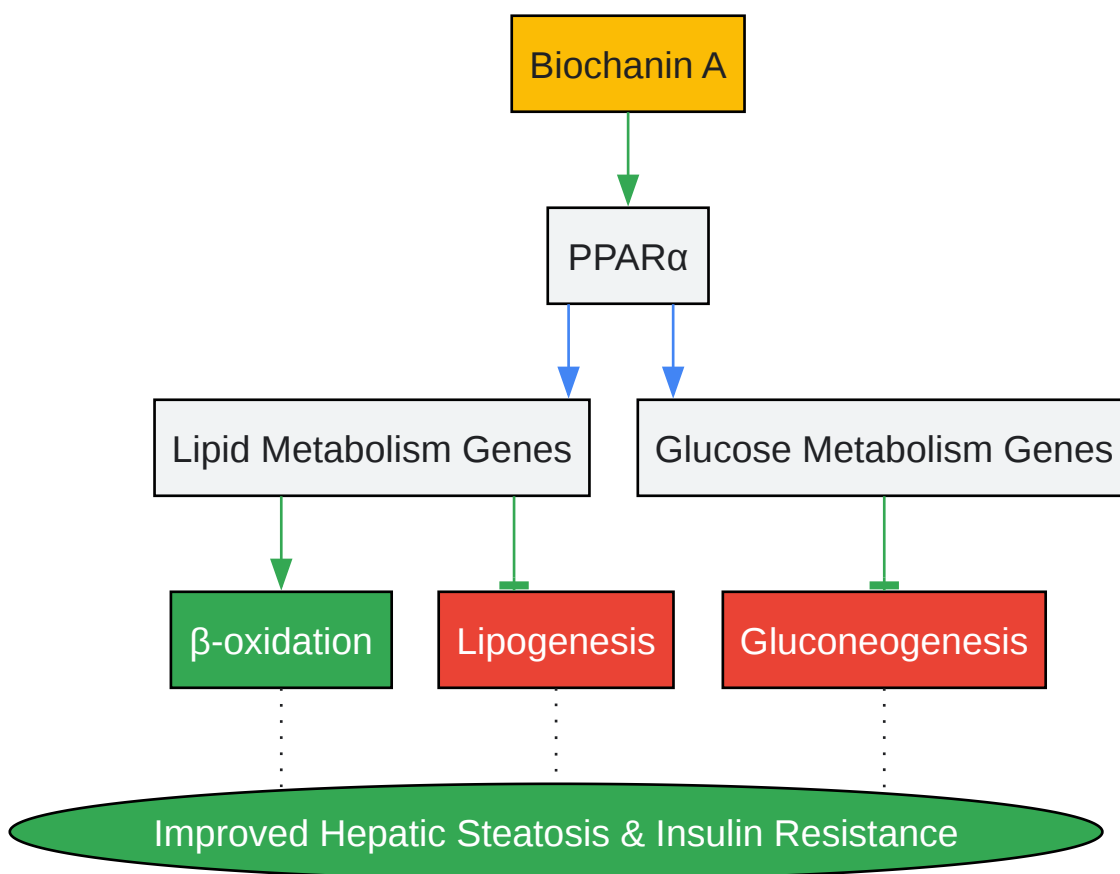 Biochanin A
PPARα
Lipid Metabolism Genes
Glucose Metabolism Genes
β-oxidation
Lipogenesis
Gluconeogenesis
Improved Hepatic Steatosis & Insulin Resistance